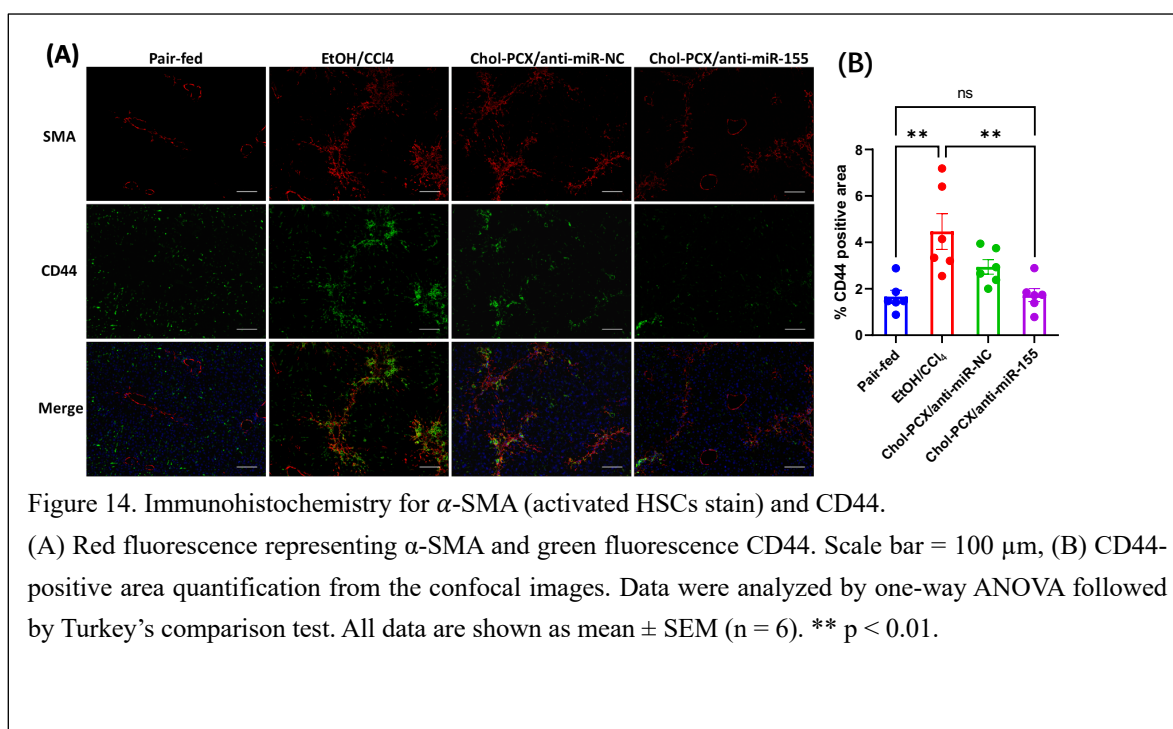 (A)
Pair-fed EtOH/CCl4 Chol-PCX/anti-miR-NC Chol-PCX/anti-miR-155
SMA
CD44
Merge
(B)
ns
** **
% CD44 positive area
8
6
4
2
0
Pair-fed
EtOH/CCl₄
Chol-PCX/anti-miR-NC
Chol-PCX/anti-miR-155
Figure 14. Immunohistochemistry for α-SMA (activated HSCs stain) and CD44.
(A) Red fluorescence representing α-SMA and green fluorescence CD44. Scale bar = 100 μm, (B) CD44-
positive area quantification from the confocal images. Data were analyzed by one-way ANOVA followed
by Turkey’s comparison test. All data are shown as mean ± SEM (n = 6). ** p < 0.01.